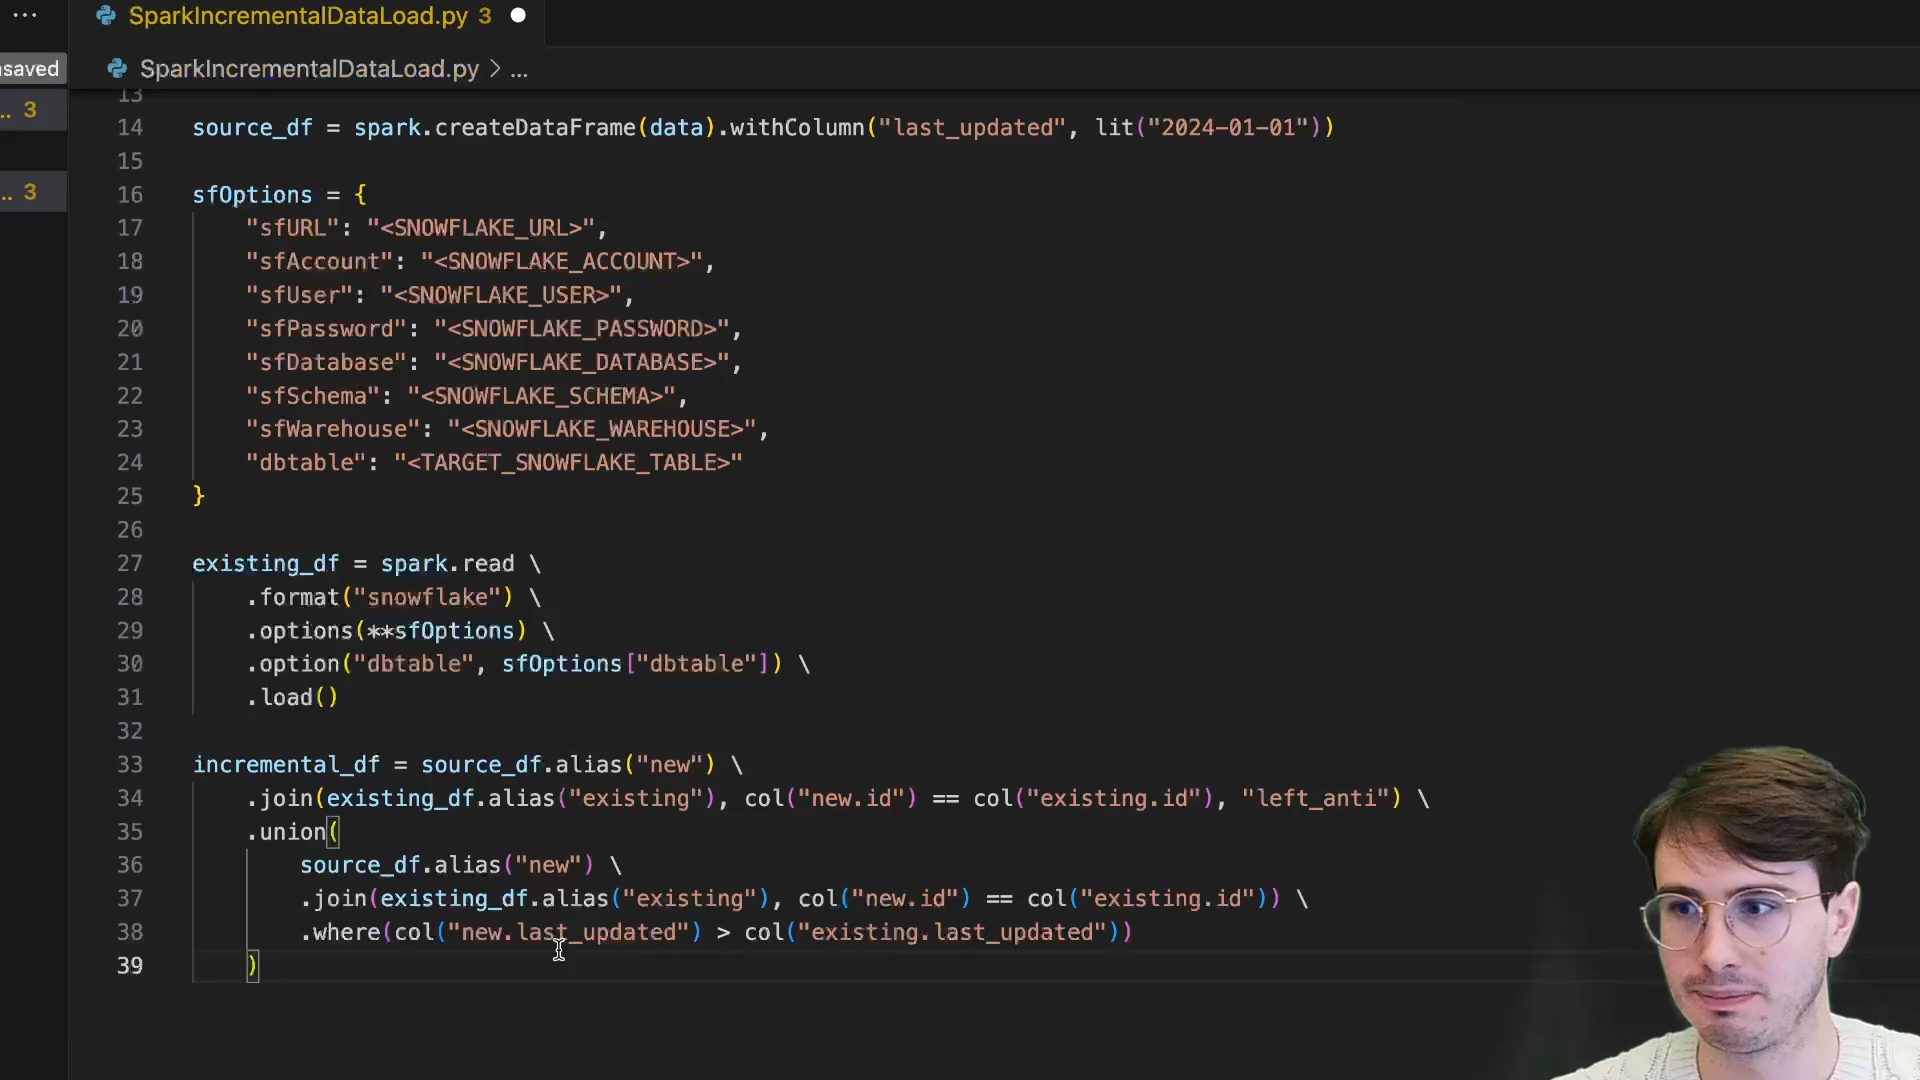 ...
SparkIncrementalDataLoad.py 3
nsaved
SparkIncrementalDataLoad.py > ...
.. 3
.. 3
13
14 source_df = spark.createDataFrame(data).withColumn("last_updated", lit("2024-01-01"))
15
16 sfOptions = {
17 "sfURL": "<SNOWFLAKE_URL>",
18 "sfAccount": "<SNOWFLAKE_ACCOUNT>",
19 "sfUser": "<SNOWFLAKE_USER>",
20 "sfPassword": "<SNOWFLAKE_PASSWORD>",
21 "sfDatabase": "<SNOWFLAKE_DATABASE>",
22 "sfSchema": "<SNOWFLAKE_SCHEMA>",
23 "sfWarehouse": "<SNOWFLAKE_WAREHOUSE>",
24 "dbtable": "<TARGET_SNOWFLAKE_TABLE>"
25 }
26
27 existing_df = spark.read \
28 .format("snowflake") \
29 .options(**sfOptions) \
30 .option("dbtable", sfOptions["dbtable"]) \
31 .load()
32
33 incremental_df = source_df.alias("new") \
34 .join(existing_df.alias("existing"), col("new.id") == col("existing.id"), "left_anti") \
35 .union(
36 source_df.alias("new") \
37 .join(existing_df.alias("existing"), col("new.id") == col("existing.id")) \
38 .where(col("new.last_updated") > col("existing.last_updated"))
39 )